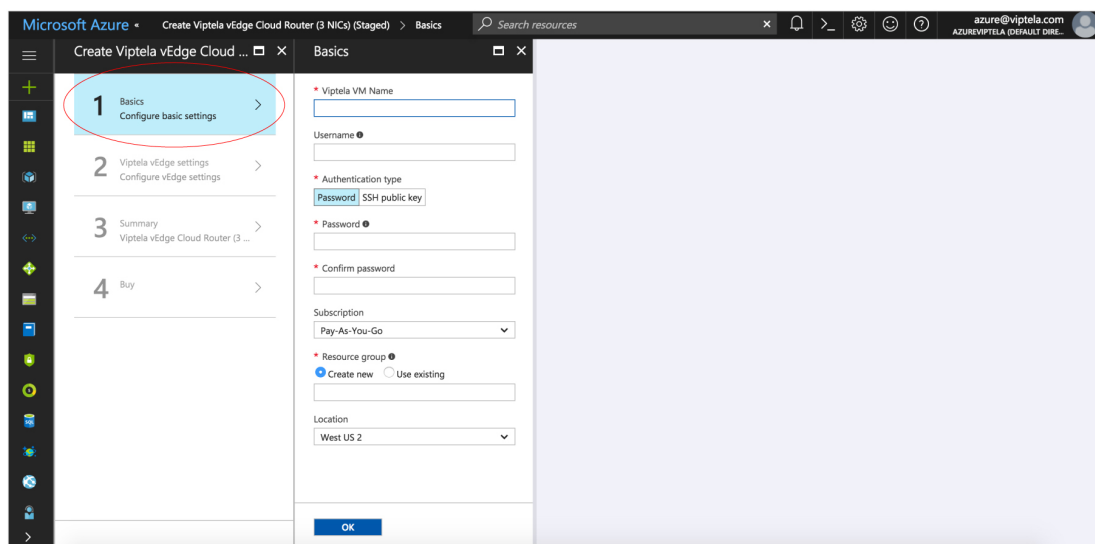 Microsoft Azure « Create Viptela vEdge Cloud Router (3 NICs) (Staged) > Basics Search resources azure@viptela.com
AZUREVIPTELA (DEFAULT DIRE...
Create Viptela vEdge Cloud ...
Basics
1 Basics
Configure basic settings
2 Viptela vEdge settings
Configure vEdge settings
3 Summary
Viptela vEdge Cloud Router (3 ...
4 Buy
* Viptela VM Name
Username
* Authentication type
Password SSH public key
* Password
* Confirm password
Subscription
Pay-As-You-Go
* Resource group
Create new Use existing
Location
West US 2
OK